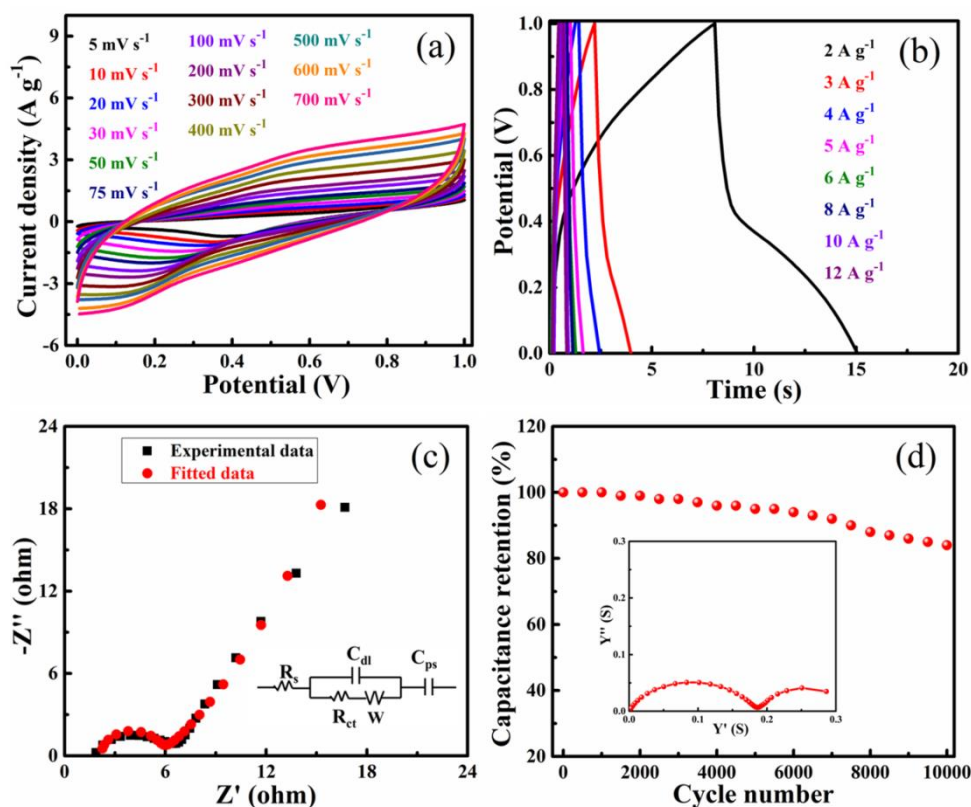 (a)
5 mV s⁻¹ 100 mV s⁻¹ 500 mV s⁻¹
10 mV s⁻¹ 200 mV s⁻¹ 600 mV s⁻¹
20 mV s⁻¹ 300 mV s⁻¹ 700 mV s⁻¹
30 mV s⁻¹ 400 mV s⁻¹
50 mV s⁻¹
75 mV s⁻¹
Current density (A g⁻¹)
9
6
3
0
-3
-6
0.0 0.2 0.4 0.6 0.8 1.0
Potential (V)
(b)
2 A g⁻¹
3 A g⁻¹
4 A g⁻¹
5 A g⁻¹
6 A g⁻¹
8 A g⁻¹
10 A g⁻¹
12 A g⁻¹
Potential (V)
1.0
0.8
0.6
0.4
0.2
0.0
0 5 10 15 20
Time (s)
(c)
Experimental data
Fitted data
-Z'' (ohm)
24
18
12
6
0
Rs Cdl Cps
Rct W
0 6 12 18 24
Z' (ohm)
(d)
Capacitance retention (%)
120
100
80
60
40
20
Y'' (S)
0.3
0.2
0.1
0.0
0.0 0.1 0.2 0.3
Y' (S)
0 2000 4000 6000 8000 10000
Cycle number